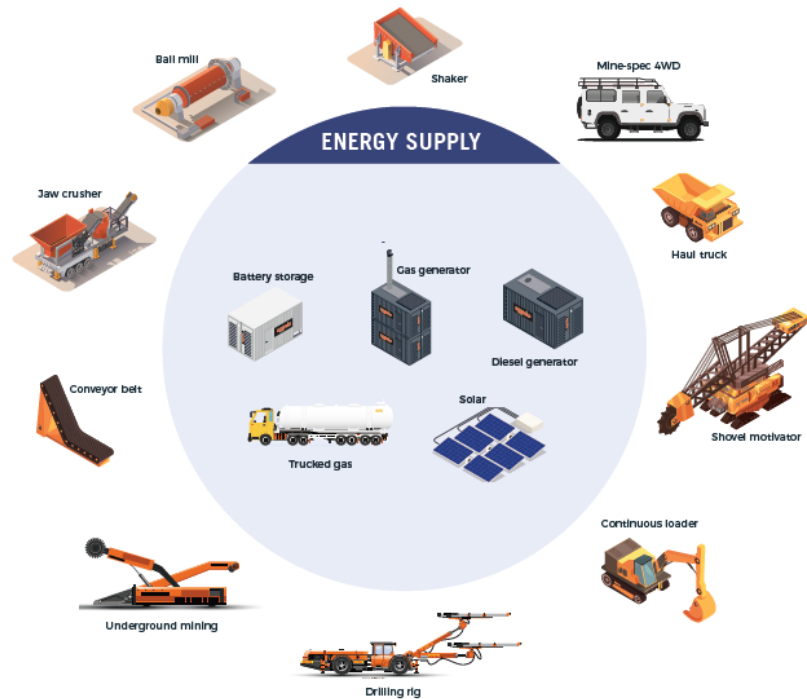 Ball mill
Shaker
Mine-spec 4WD
ENERGY SUPPLY
Jaw crusher
Haul truck
Battery storage
Gas generator
Diesel generator
Conveyor belt
Solar
Shovel motivator
Trucked gas
Continuous loader
Underground mining
Drilling rig